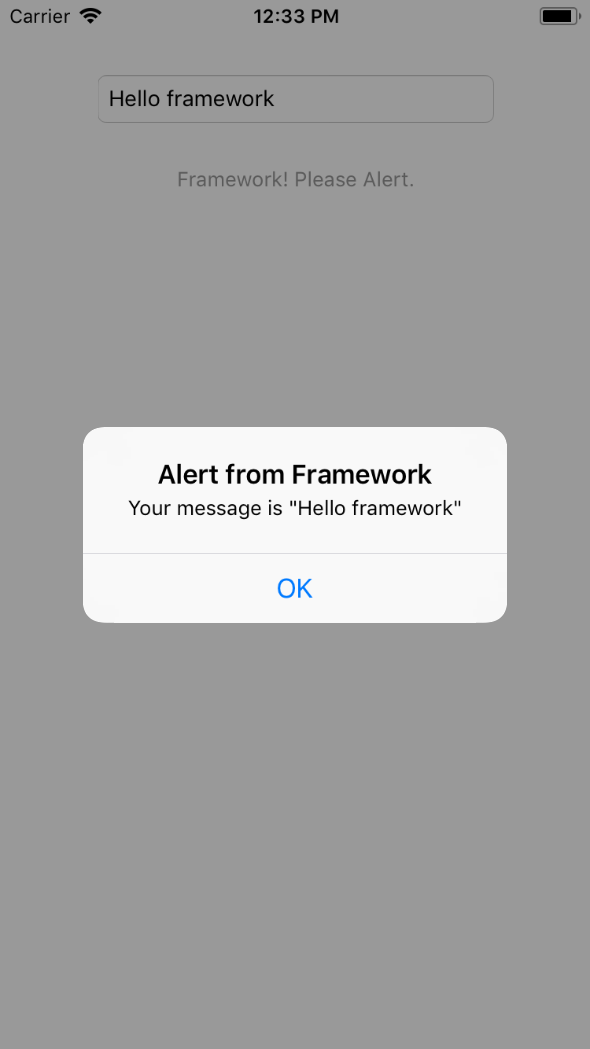 Carrier 12:33 PM
Hello framework
Framework! Please Alert.
Alert from Framework
Your message is "Hello framework"
OK